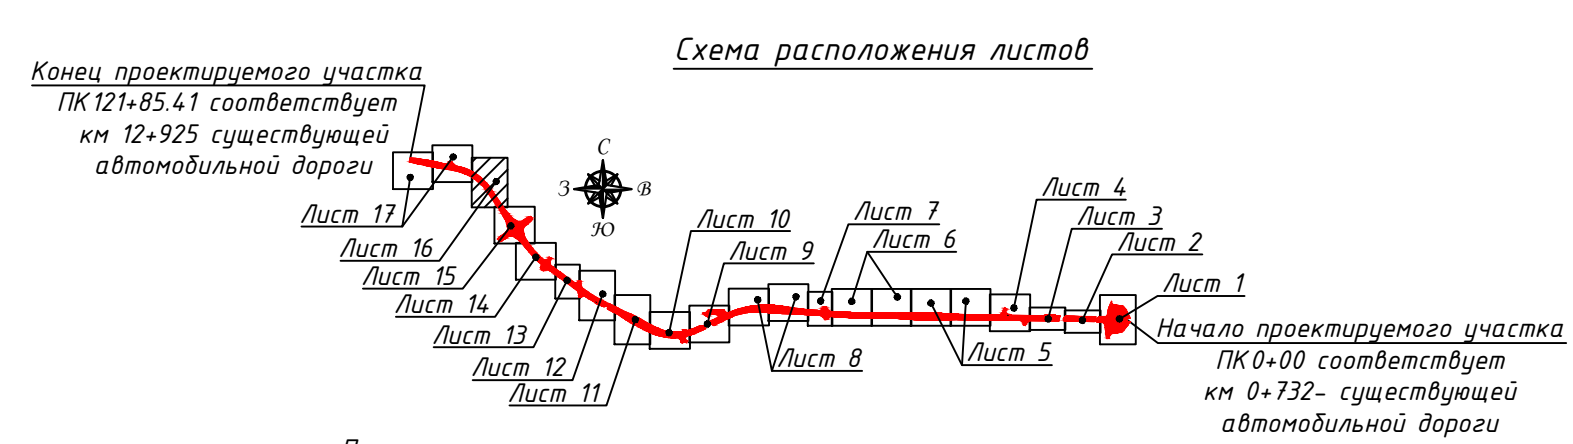 Схема расположения листов
Конец проектируемого участка
ПК121+85.41 соответствует
км 12+925 существующей
автомобильной дороги
С
З
В
Ю
Лист 17
Лист 16
Лист 15
Лист 14
Лист 13
Лист 12
Лист 11
Лист 10
Лист 9
Лист 8
Лист 7
Лист 6
Лист 5
Лист 4
Лист 3
Лист 2
Лист 1
Начало проектируемого участка
ПК0+00 соответствует
км 0+732- существующей
автомобильной дороги